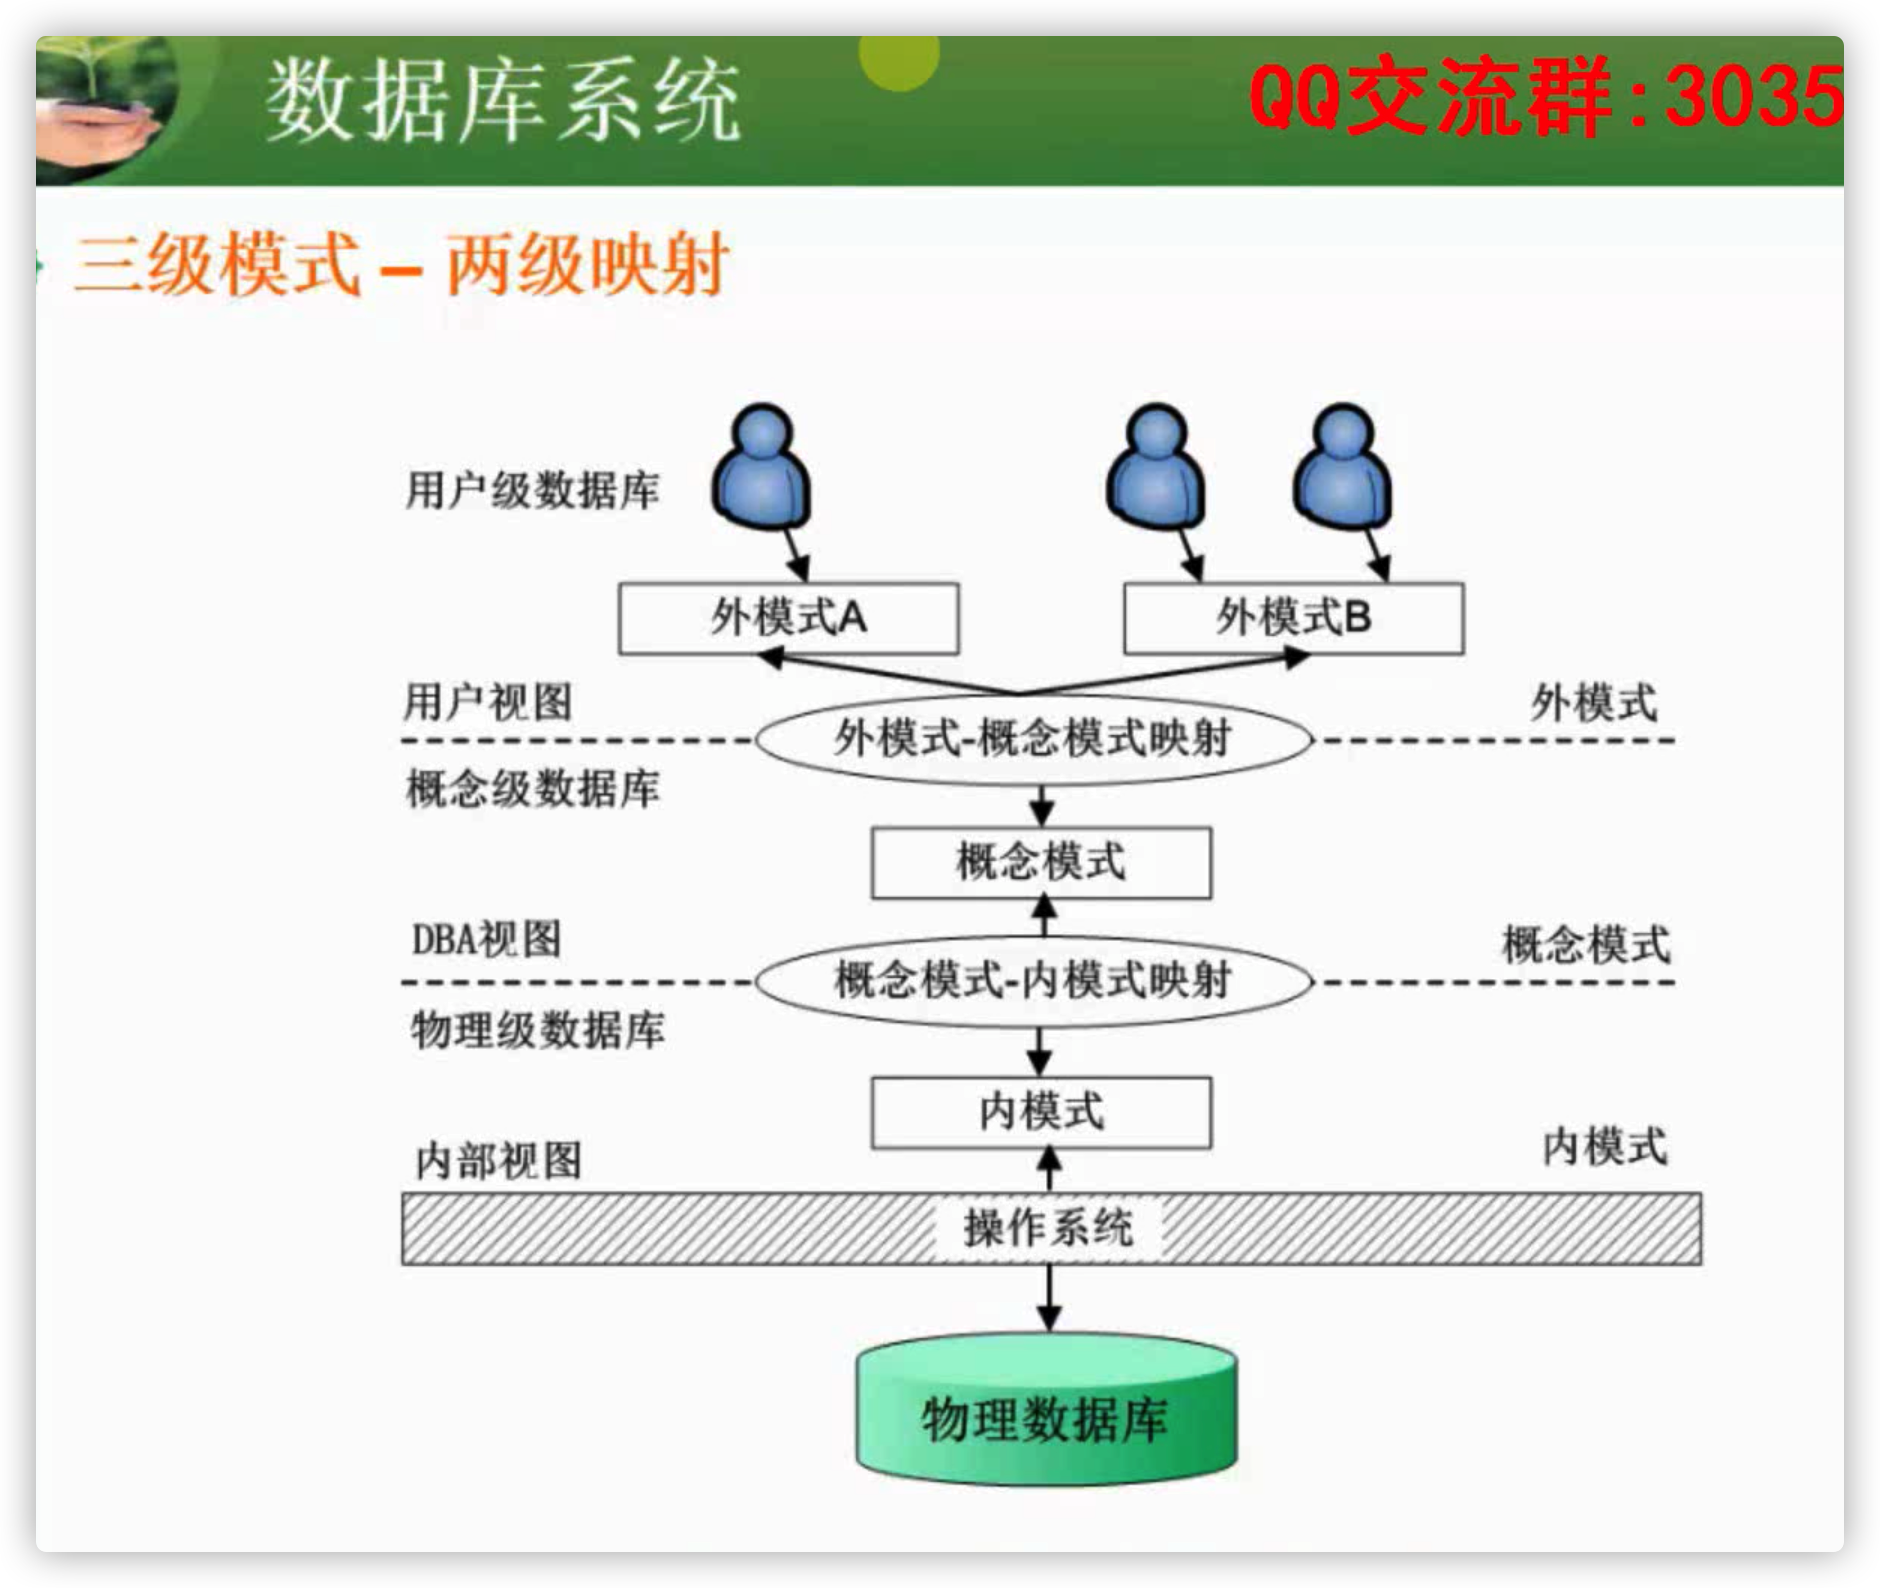 数据库系统
QQ交流群:3035
三级模式 – 两级映射
用户级数据库
外模式A
外模式B
用户视图
外模式
外模式-概念模式映射
概念级数据库
概念模式
DBA视图
概念模式
概念模式-内模式映射
物理级数据库
内模式
内部视图
内模式
操作系统
物理数据库